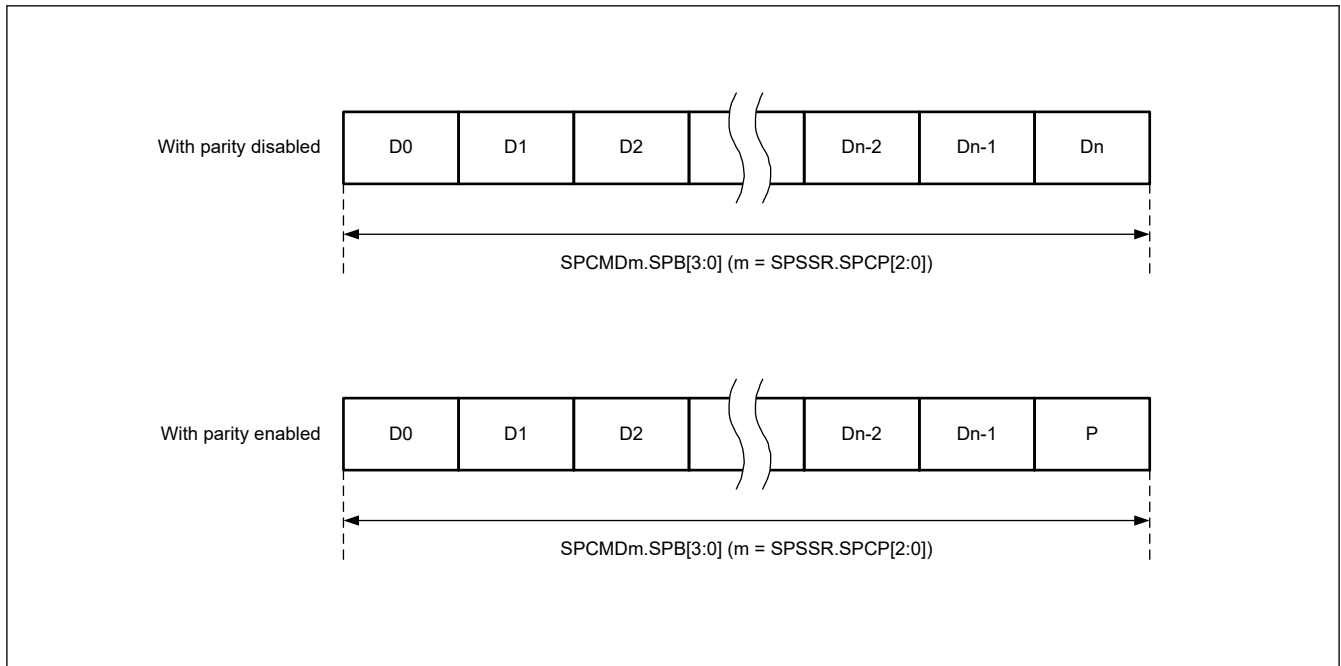 With parity disabled D0 D1 D2 Dn-2 Dn-1 Dn
SPCMDm.SPB[3:0] (m = SPSSR.SPCP[2:0])
With parity enabled D0 D1 D2 Dn-2 Dn-1 P
SPCMDm.SPB[3:0] (m = SPSSR.SPCP[2:0])